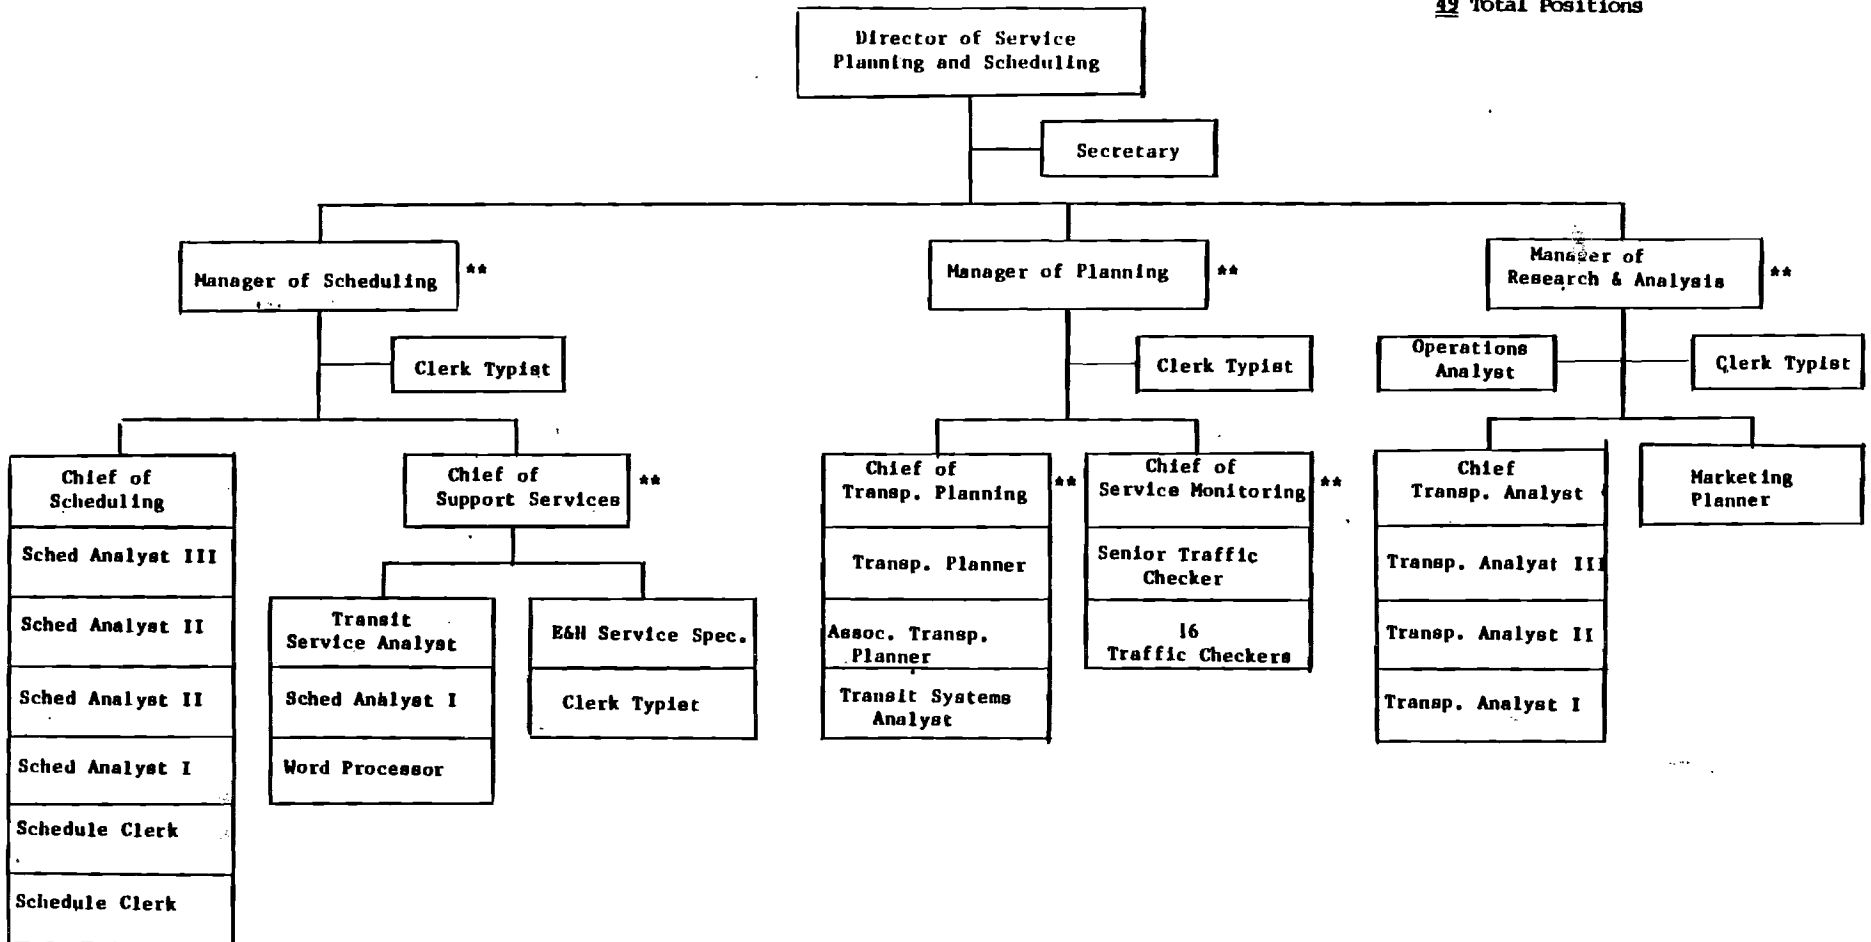 49 Total Positions
Director of Service
Planning and Scheduling
Secretary
Manager of Scheduling **
Clerk Typist
Chief of
Scheduling
Sched Analyst III
Sched Analyst II
Sched Analyst II
Sched Analyst I
Schedule Clerk
Schedule Clerk
Chief of
Support Services **
Transit
Service Analyst
Sched Analyst I
Word Processor
E&H Service Spec.
Clerk Typist
Manager of Planning **
Clerk Typist
Chief of
Transp. Planning **
Transp. Planner
Assoc. Transp.
Planner
Transit Systems
Analyst
Chief of
Service Monitoring **
Senior Traffic
Checker
16
Traffic Checkers
Manager of
Research & Analysis **
Operations
Analyst
Clerk Typist
Chief
Transp. Analyst
Transp. Analyst III
Transp. Analyst II
Transp. Analyst I
Marketing
Planner